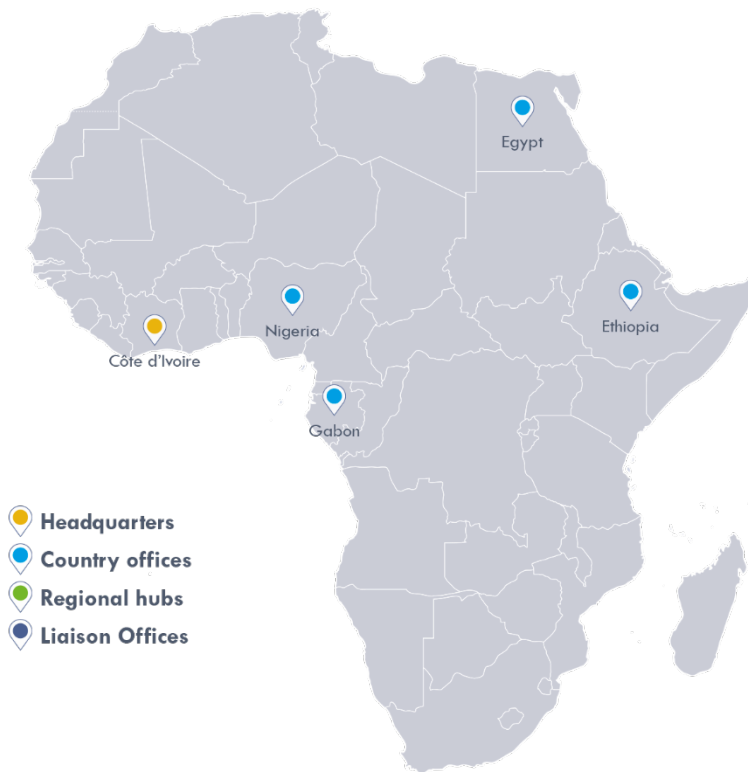 Egypt
Ethiopia
Nigeria
Côte d'Ivoire
Gabon
Headquarters
Country offices
Regional hubs
Liaison Offices